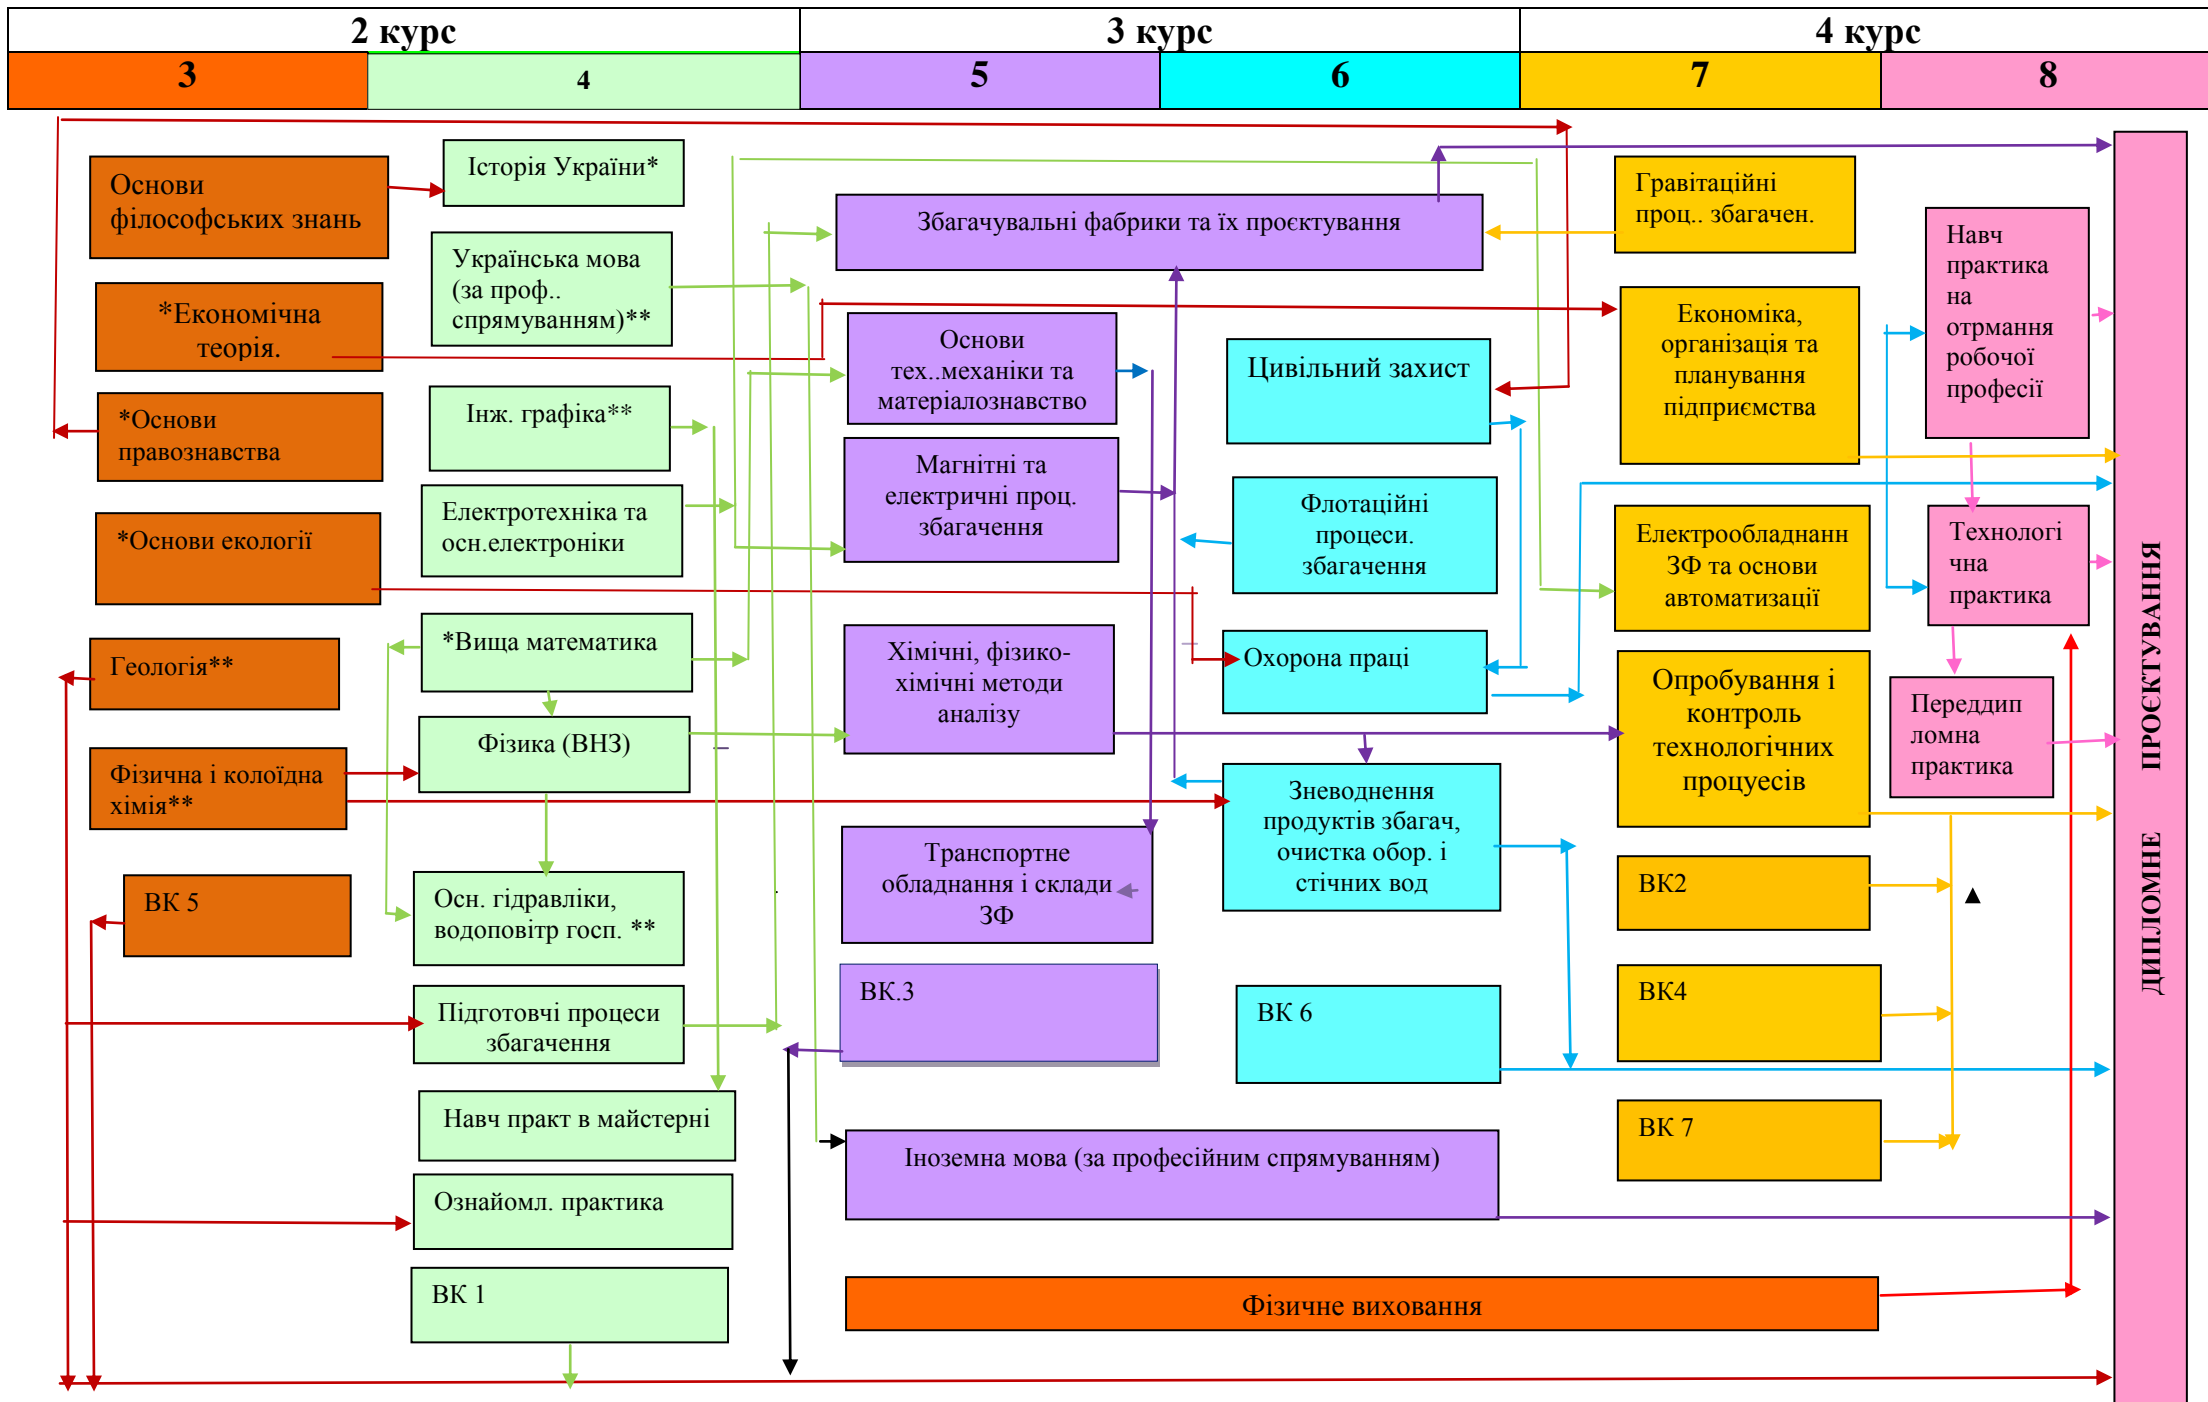 2 курс
3 курс
4 курс
3
4
5
6
7
8
Основи
філософських знань
*Економічна
теорія.
*Основи
правознавства
*Основи екології
Геологія**
Фізична і колоїдна
хімія**
ВК 5
Історія України*
Українська мова
(за проф..
спрямуванням)**
Інж. графіка**
Електротехніка та
осн.електроніки
*Вища математика
Фізика (ВНЗ)
Осн. гідравліки,
водоповітр госп. **
Підготовчі процеси
збагачення
Навч практ в майстерні
Ознайомл. практика
ВК 1
Збагачувальні фабрики та їх проєктування
Основи
тех..механіки та
матеріалознавство
Магнітні та
електричні проц.
збагачення
Хімічні, фізико-
хімічні методи
аналізу
Транспортне
обладнання і склади
ЗФ
ВК.3
Іноземна мова (за професійним спрямуванням)
Фізичне виховання
Цивільний захист
Флотаційні
процеси.
збагачення
Охорона праці
Зневоднення
продуктів збагач,
очистка обор. і
стічних вод
ВК 6
Гравітаційні
проц.. збагачен.
Економіка,
організація та
планування
підприємства
Електрообладнанн
ЗФ та основи
автоматизації
Опробування і
контроль
технологічних
процуесів
ВК2
ВК4
ВК 7
Навч
практика
на
отрмання
робочої
професії
Технологі
чна
практика
Переддип
ломна
практика
ДИПЛОМНЕ ПРОЄКТУВАННЯ